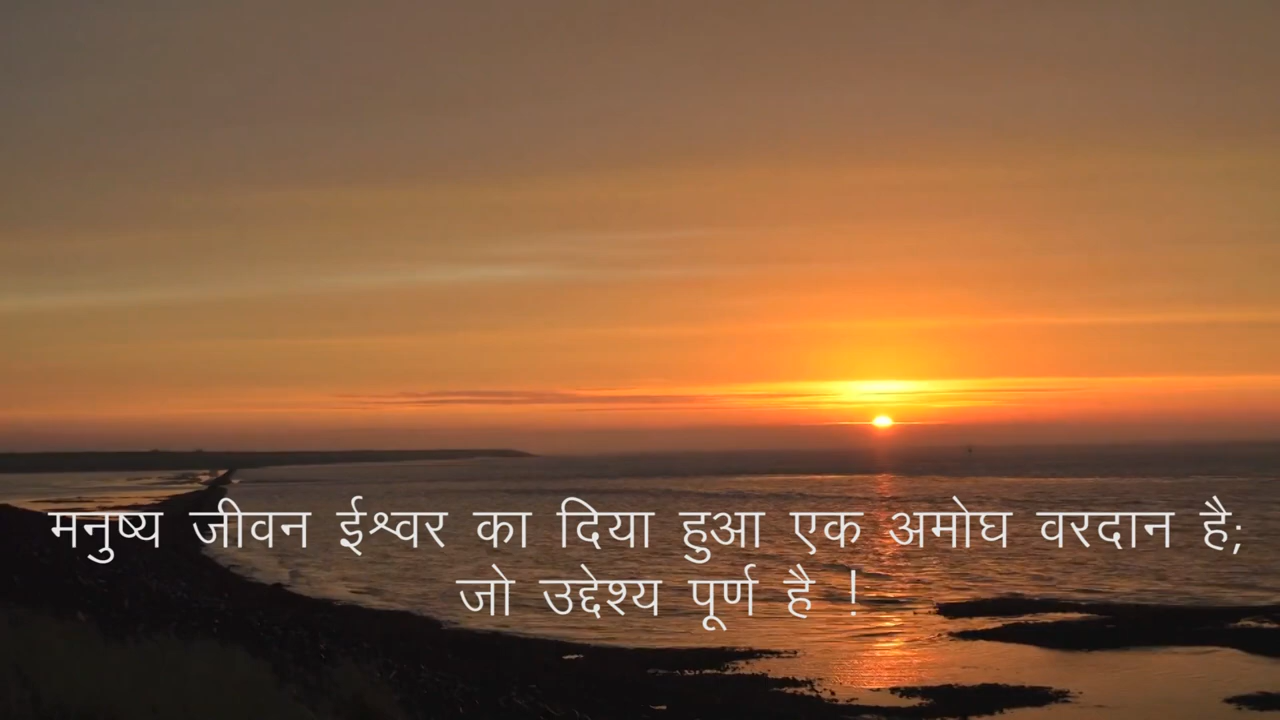 मनुष्य जीवन ईश्वर का दिया हुआ एक अमोघ वरदान है;
जो उद्देश्य पूर्ण है !